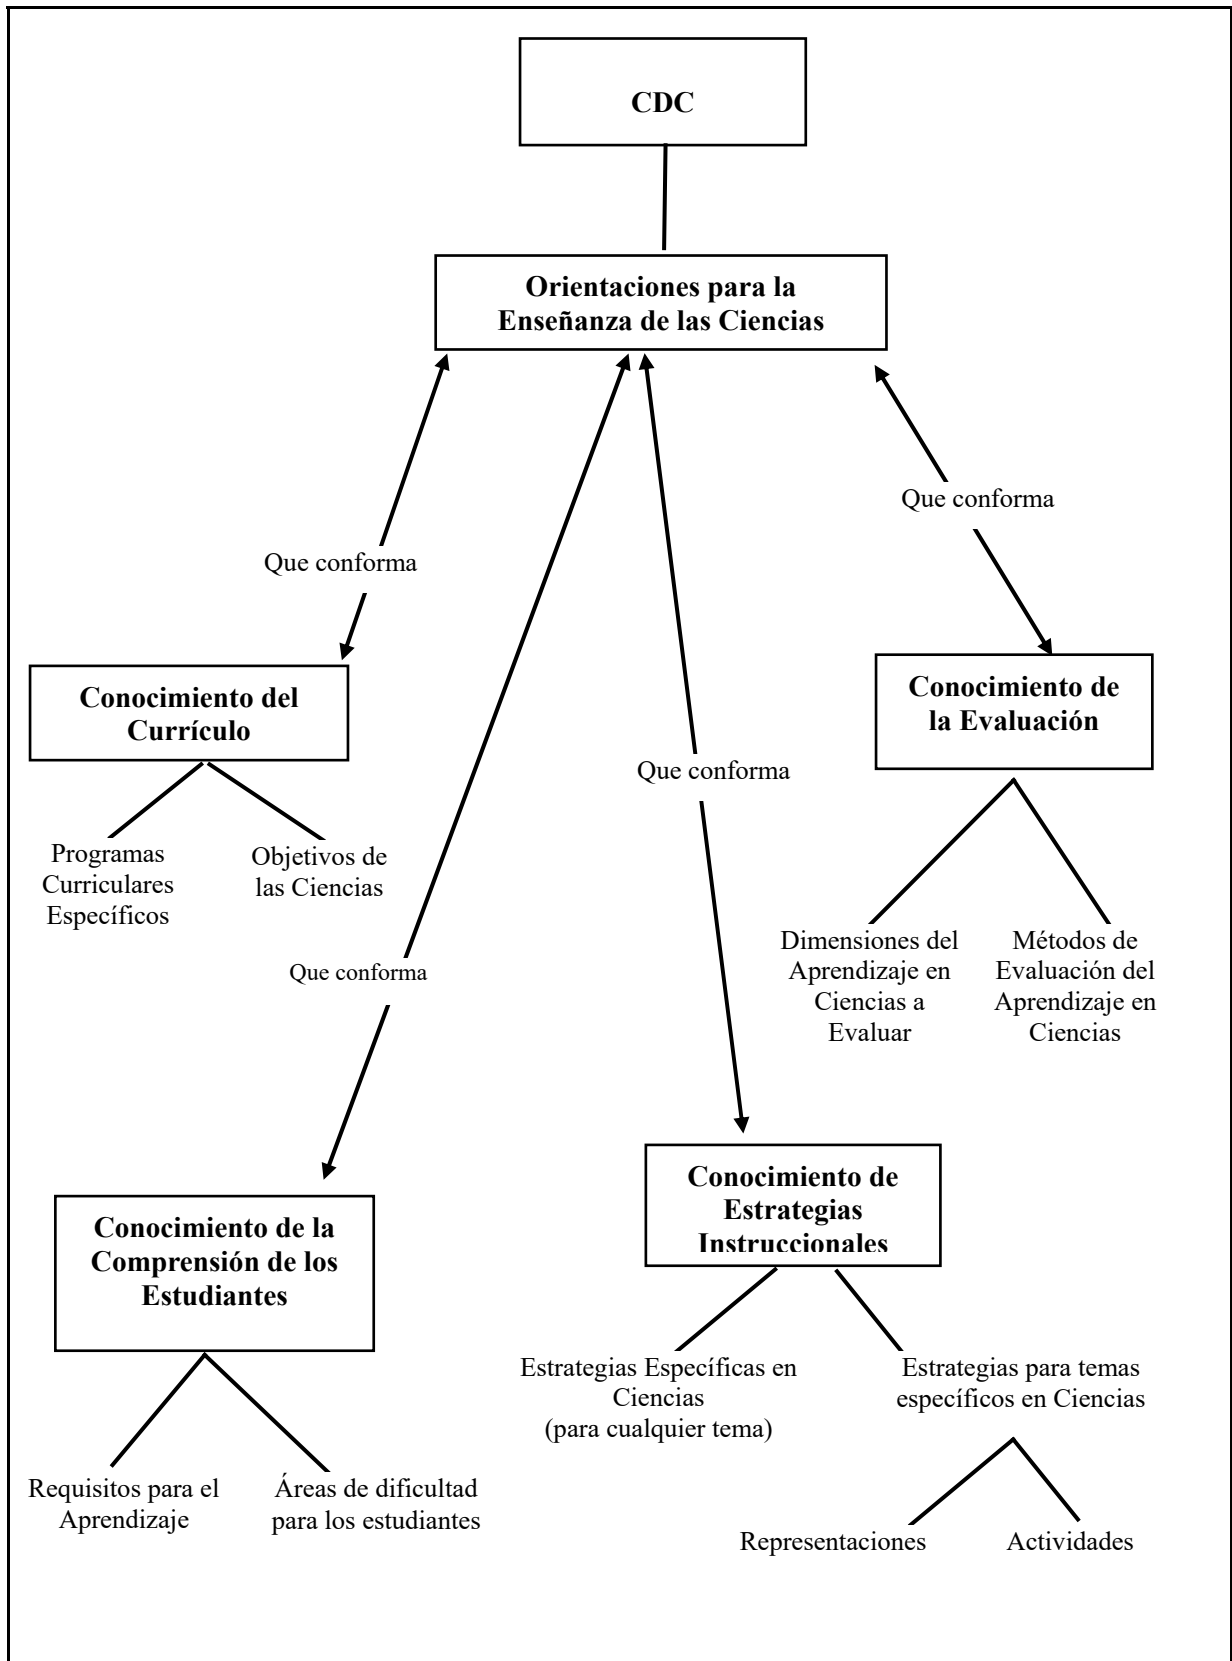 CDC
Orientaciones para la
Enseñanza de las Ciencias
Que conforma
Que conforma
Conocimiento del
Currículo
Conocimiento de
la Evaluación
Que conforma
Programas
Curriculares
Específicos
Objetivos de
las Ciencias
Dimensiones del
Aprendizaje en
Ciencias a
Evaluar
Métodos de
Evaluación del
Aprendizaje en
Ciencias
Que conforma
Conocimiento de la
Comprensión de los
Estudiantes
Conocimiento de
Estrategias
Instruccionales
Estrategias Específicas en
Ciencias
(para cualquier tema)
Estrategias para temas
específicos en Ciencias
Requisitos para el
Aprendizaje
Áreas de dificultad
para los estudiantes
Representaciones
Actividades